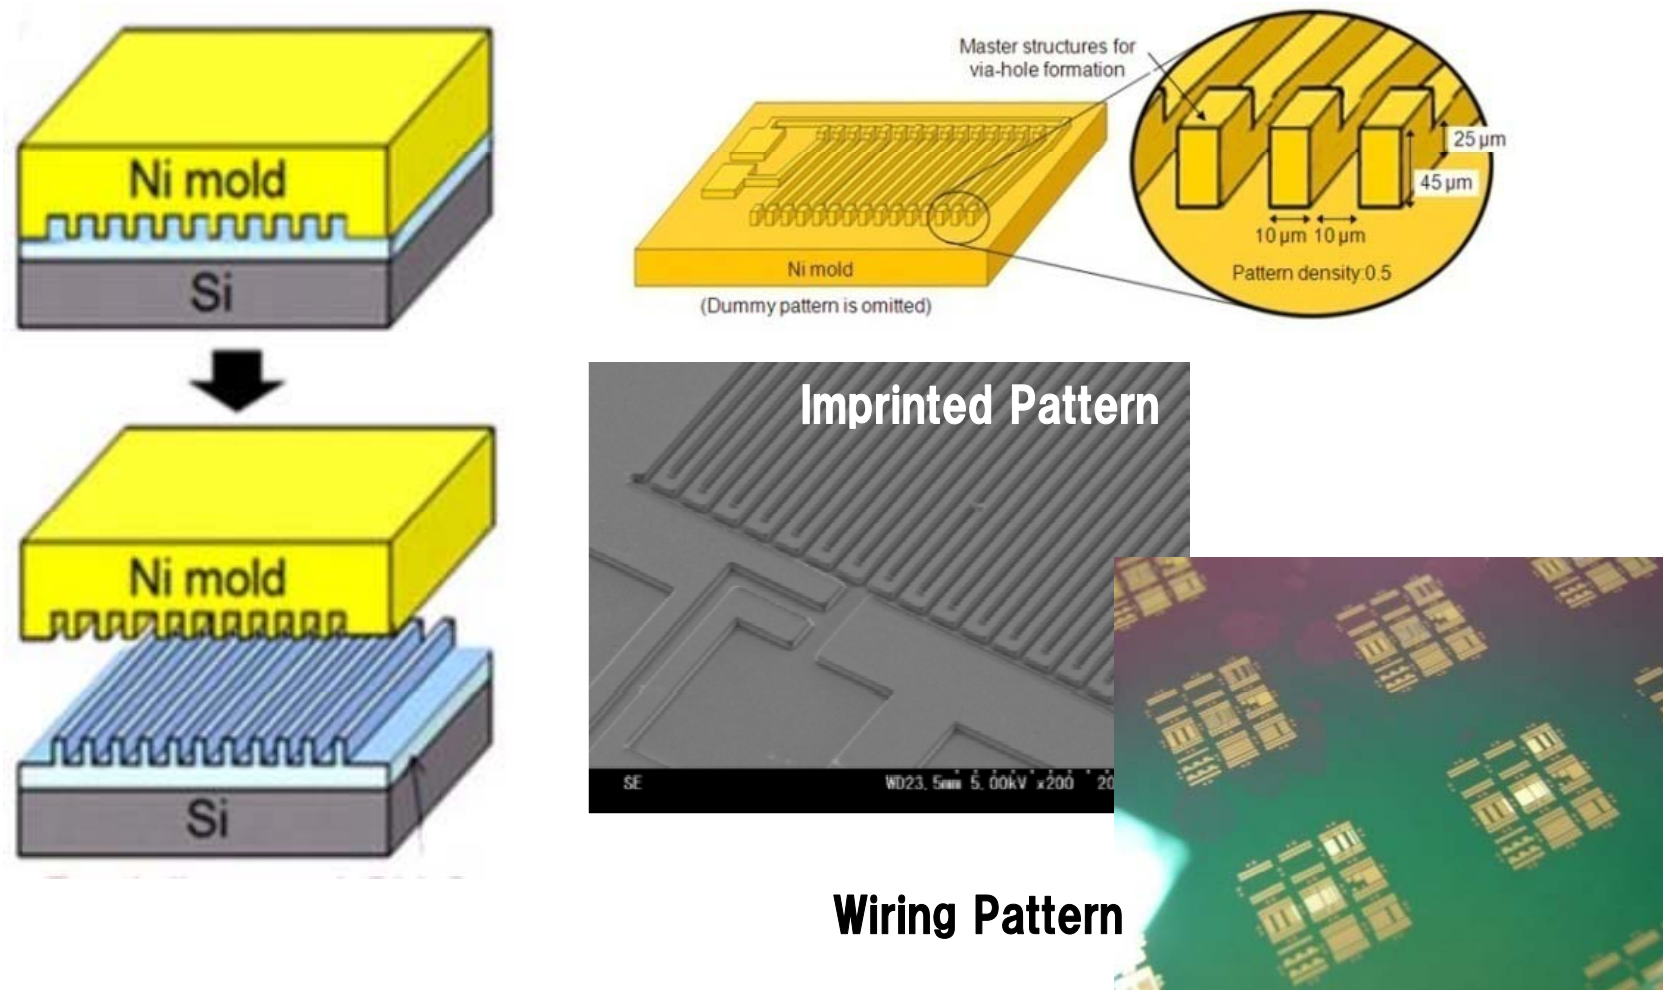 Ni mold
Si
Ni mold
Si
Master structures for
via-hole formation
25 μm
45 μm
10 μm 10 μm
Pattern density:0.5
Ni mold
(Dummy pattern is omitted)
Imprinted Pattern
SE WD23.5mm 5.00kV x200 20
Wiring Pattern